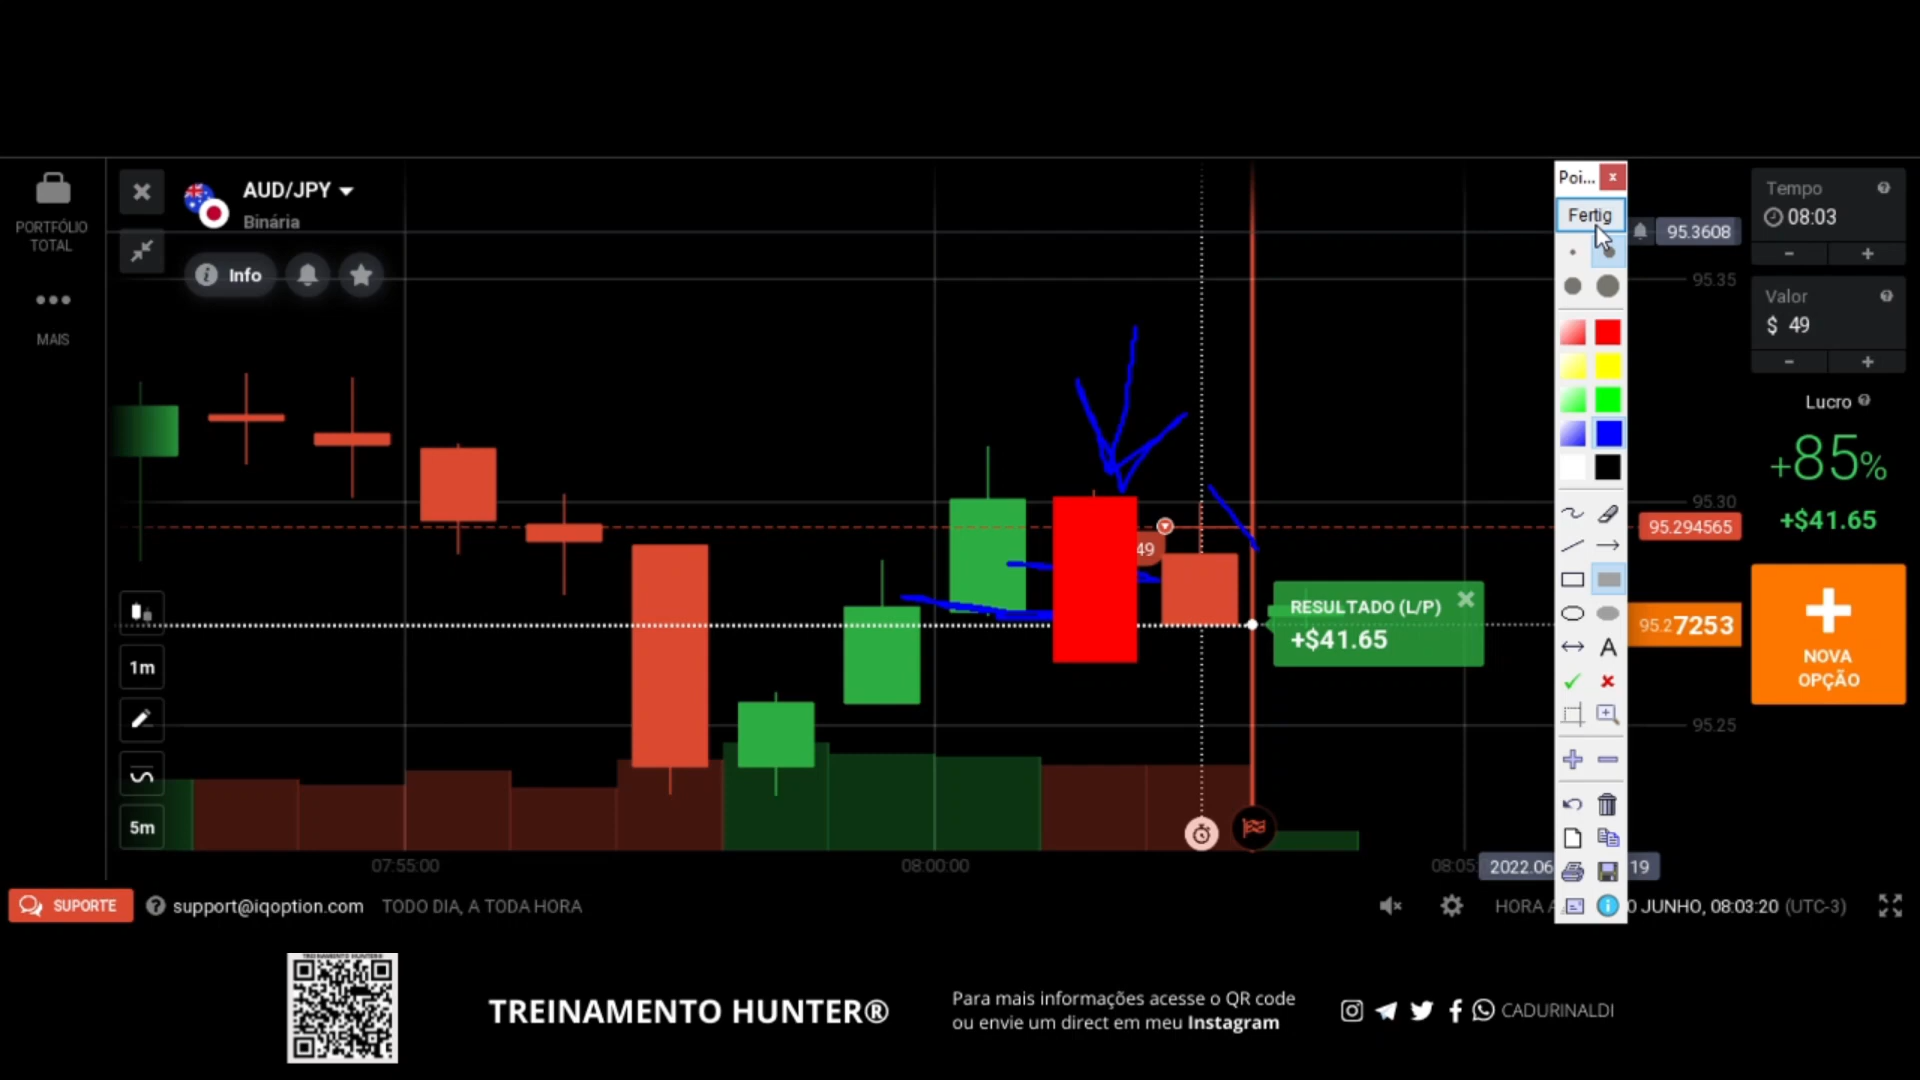 PORTFÓLIO
TOTAL
MAIS
AUD/JPY
Binária
Info
Poi...
Fertig
95.3608
95.35
Tempo
08:03
Valor
$ 49
Lucro
+85%
+$41.65
95.30
95.294565
49
RESULTADO (L/P)
+$41.65
95.27253
NOVA
OPÇÃO
95.25
1m
5m
A
07:55:00
08:00:00
08:05:
2022.06
19
SUPORTE
support@iqoption.com
TODO DIA, A TODA HORA
HORA A
0 JUNHO, 08:03:20 (UTC-3)
TREINAMENTO HUNTER®
TREINAMENTO HUNTER®
Para mais informações acesse o QR code
ou envie um direct em meu Instagram
CADURINALDI